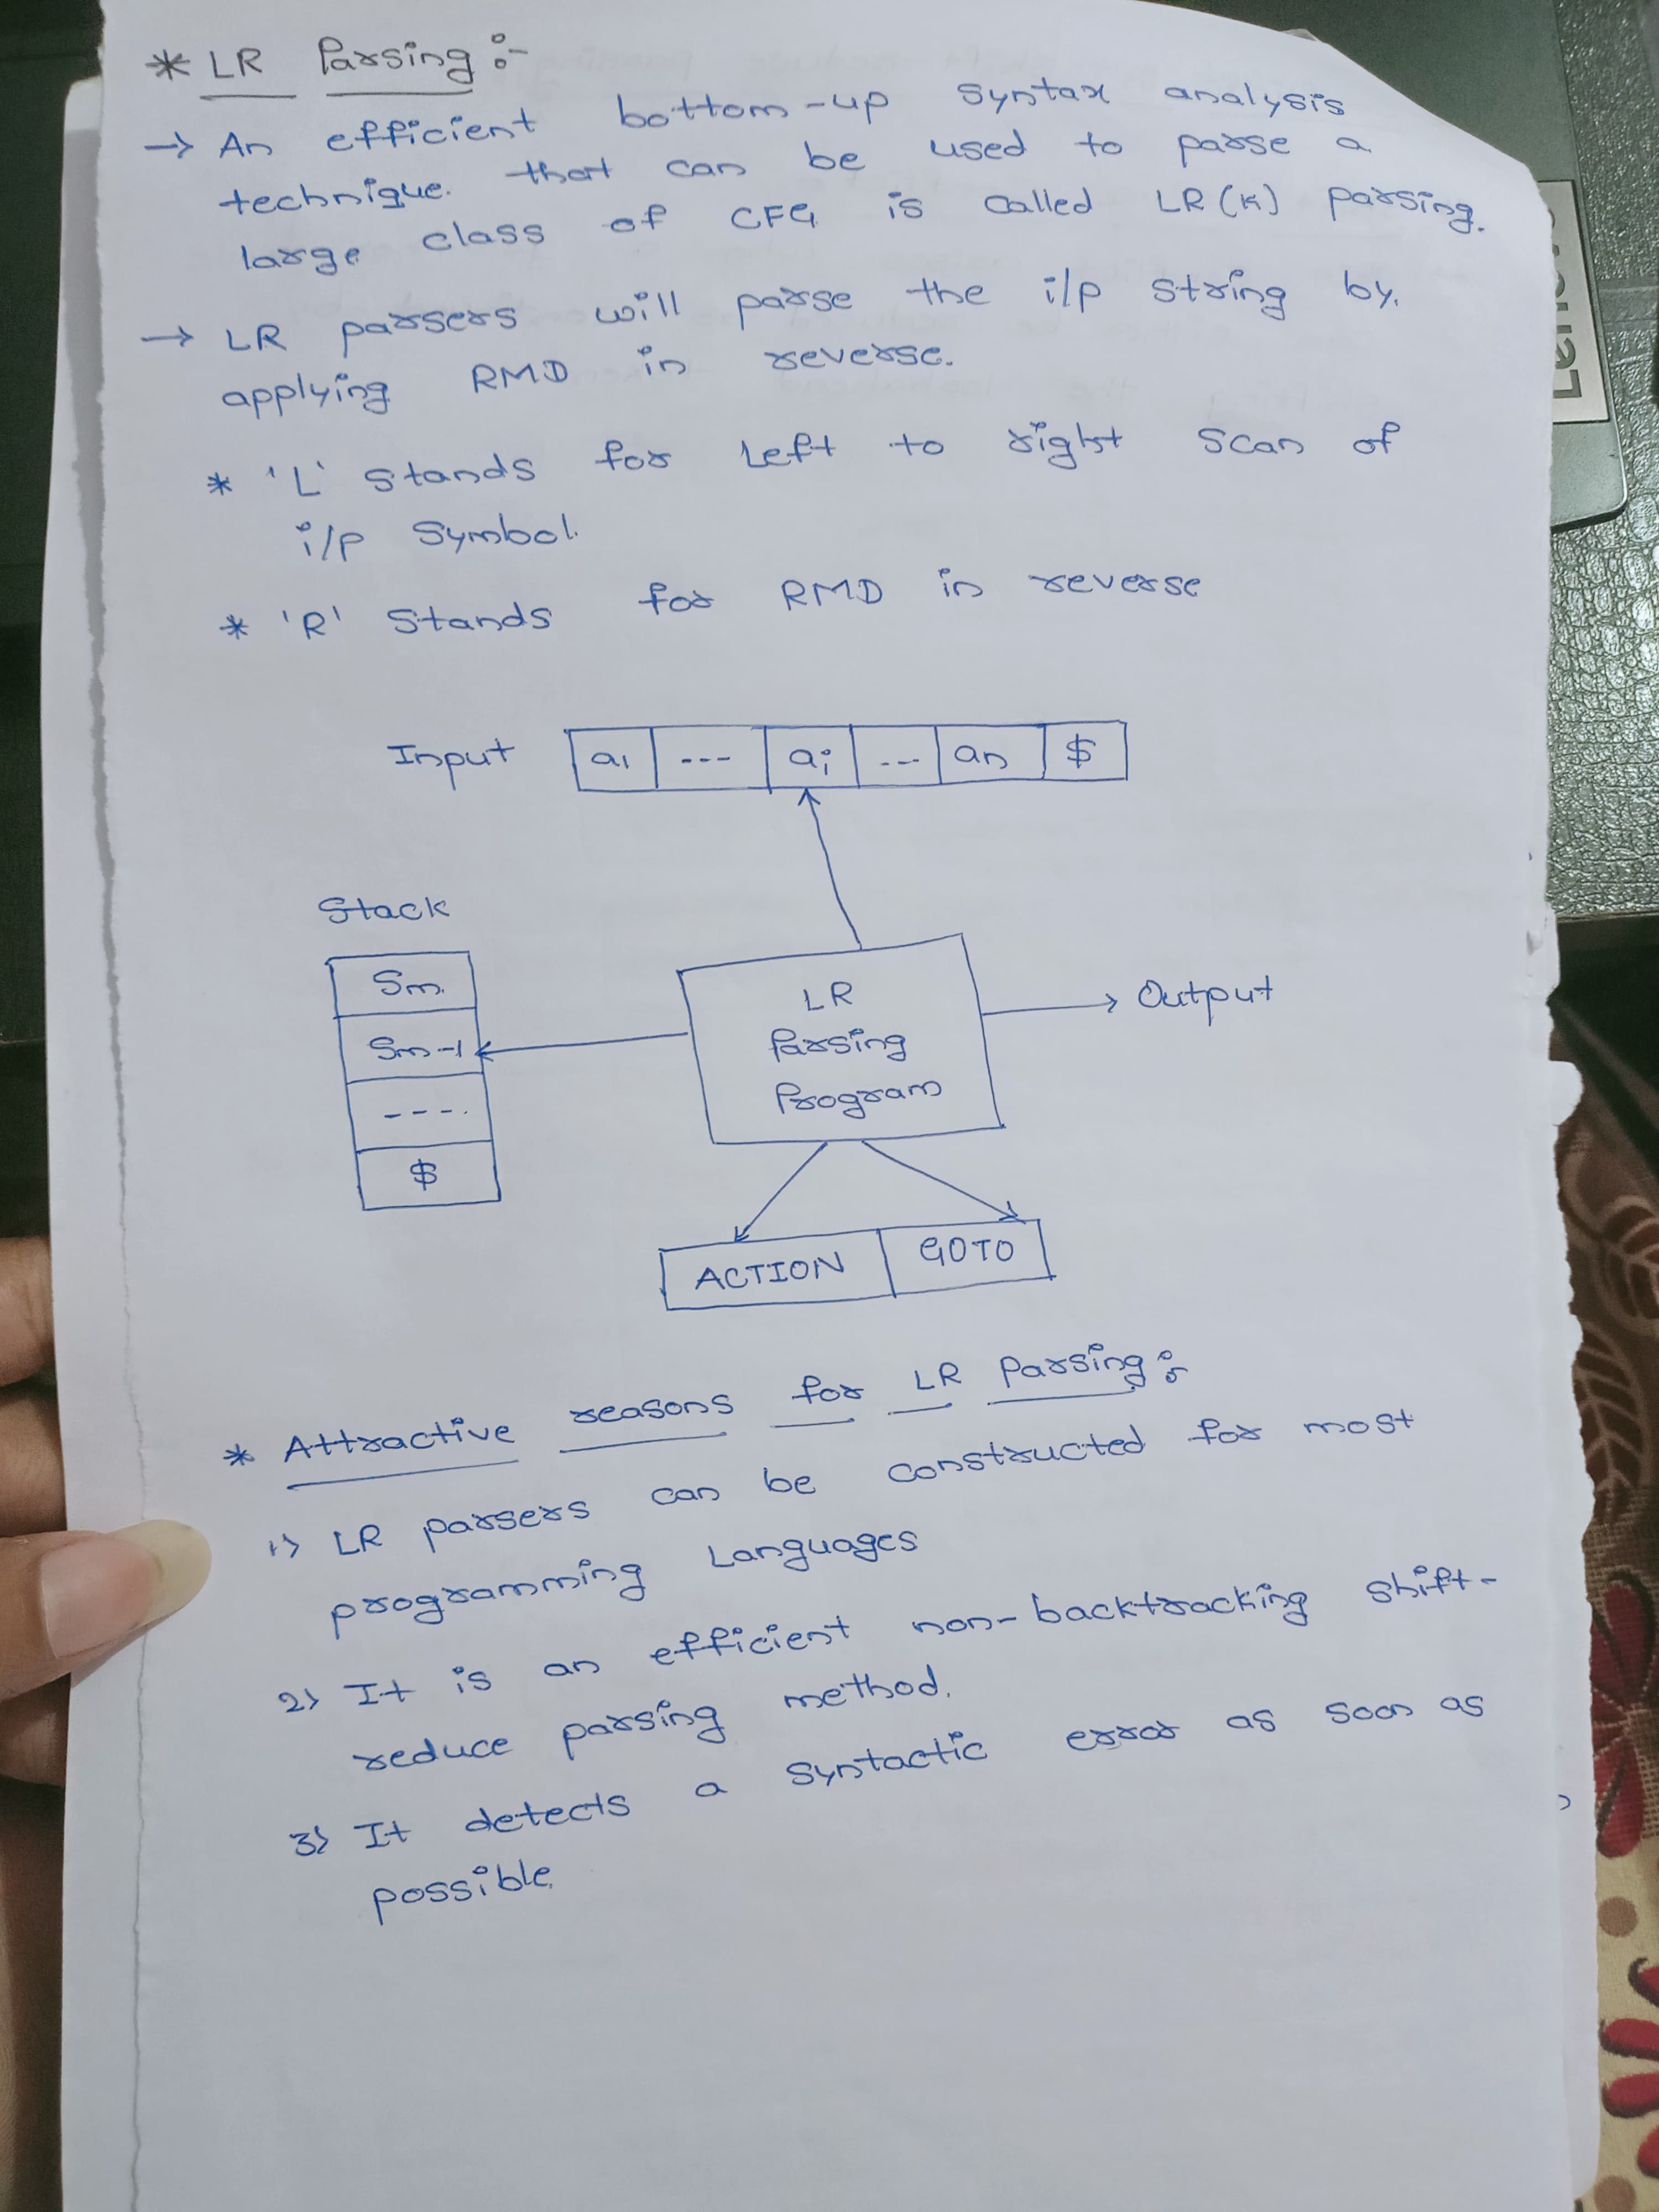 * LR Parsing :-
→ An efficient bottom-up syntax analysis
technique. that can be used to parse a
large class of CFG is called LR(K) parsing.
→ LR parsers will parse the i/p string by.
applying RMD in reverse.
* 'L' stands for Left to right scan of
i/p symbol.
* 'R' stands for RMD in reverse
Input a1 --- ai --- an $
Stack
Sm
Sm-1
----
$
LR
Parsing
Program
Output
ACTION GOTO
* Attractive reasons for LR Parsing :-
1) LR parsers can be constructed for most
programming Languages
2) It is an efficient non-backtracking shift-
reduce parsing method.
3) It detects a syntactic error as soon as
possible.